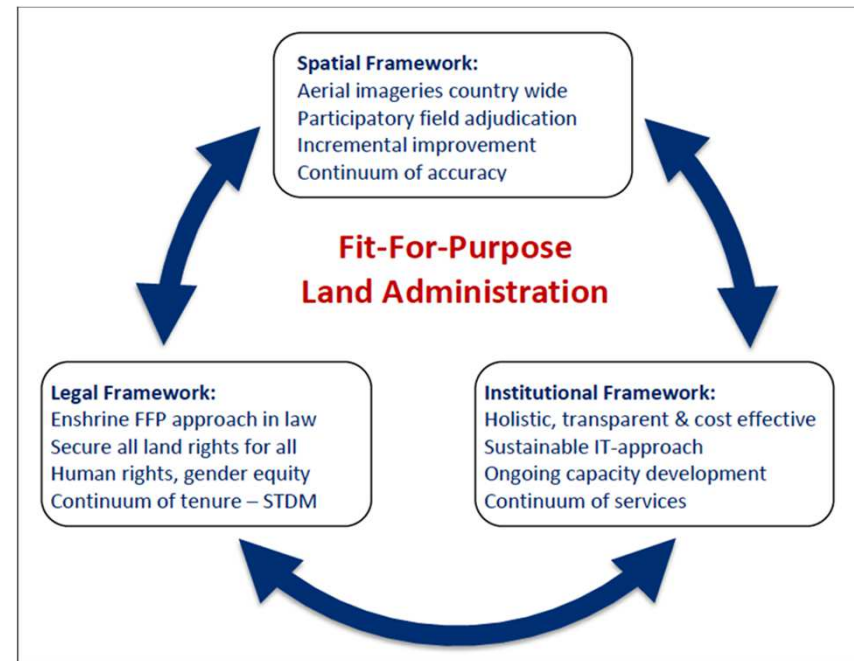 Spatial Framework:
Aerial imageries country wide
Participatory field adjudication
Incremental improvement
Continuum of accuracy
Fit-For-Purpose
Land Administration
Legal Framework:
Enshrine FFP approach in law
Secure all land rights for all
Human rights, gender equity
Continuum of tenure – STDM
Institutional Framework:
Holistic, transparent & cost effective
Sustainable IT-approach
Ongoing capacity development
Continuum of services